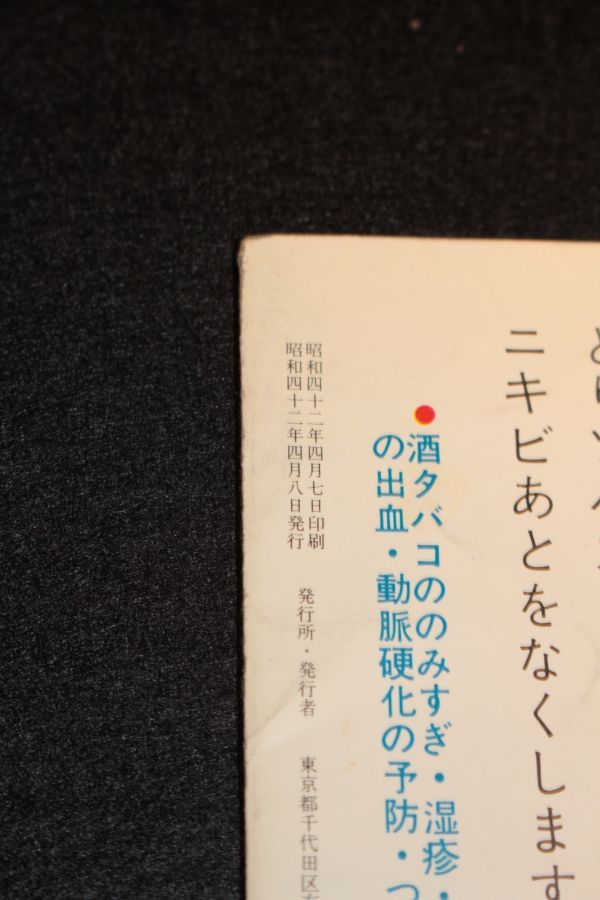 ニキビあとをなくします
●酒タバコののみすぎ・湿疹・
の出血・動脈硬化の予防・つ
昭和四十二年四月七日印刷
昭和四十二年四月八日発行
発行所・発行者
東京都千代田区